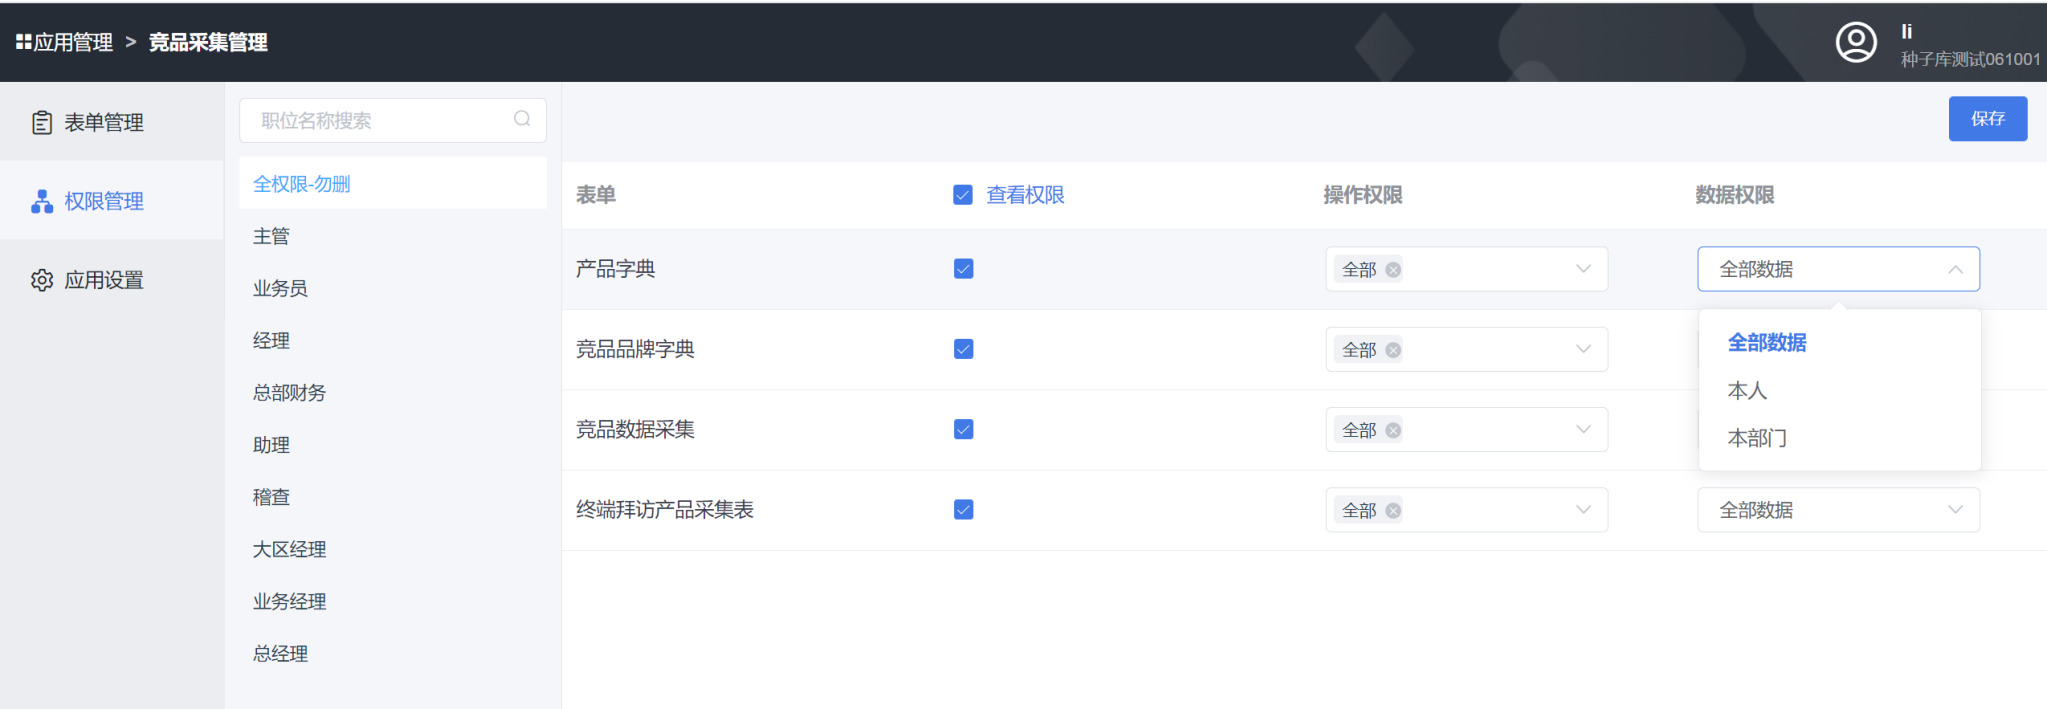 应用管理 > 竞品采集管理
li
种子库测试061001
表单管理
权限管理
应用设置
职位名称搜索
全权限-勿删
主管
业务员
经理
总部财务
助理
稽查
大区经理
业务经理
总经理
保存
表单 查看权限 操作权限 数据权限
产品字典 全部 全部数据
竞品品牌字典 全部
竞品数据采集 全部
终端拜访产品采集表 全部 全部数据
全部数据
本人
本部门